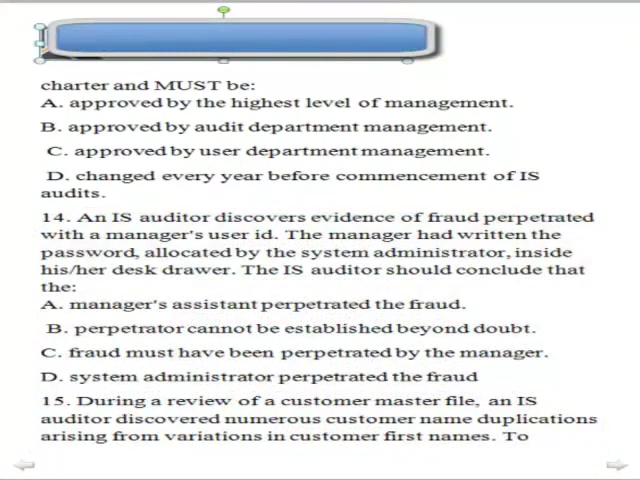 charter and MUST be:
A. approved by the highest level of management.
B. approved by audit department management.
C. approved by user department management.
D. changed every year before commencement of IS
audits.
14. An IS auditor discovers evidence of fraud perpetrated
with a manager's user id. The manager had written the
password, allocated by the system administrator, inside
his/her desk drawer. The IS auditor should conclude that
the:
A. manager's assistant perpetrated the fraud.
B. perpetrator cannot be established beyond doubt.
C. fraud must have been perpetrated by the manager.
D. system administrator perpetrated the fraud
15. During a review of a customer master file, an IS
auditor discovered numerous customer name duplications
arising from variations in customer first names. To